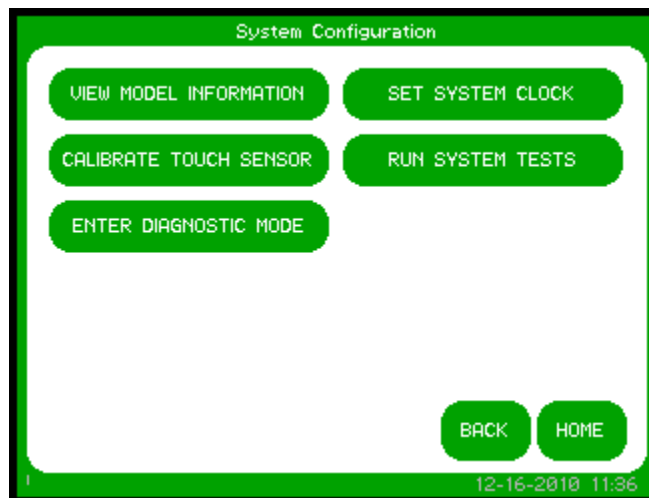 System Configuration
VIEW MODEL INFORMATION
SET SYSTEM CLOCK
CALIBRATE TOUCH SENSOR
RUN SYSTEM TESTS
ENTER DIAGNOSTIC MODE
BACK
HOME
12-16-2010 11:36